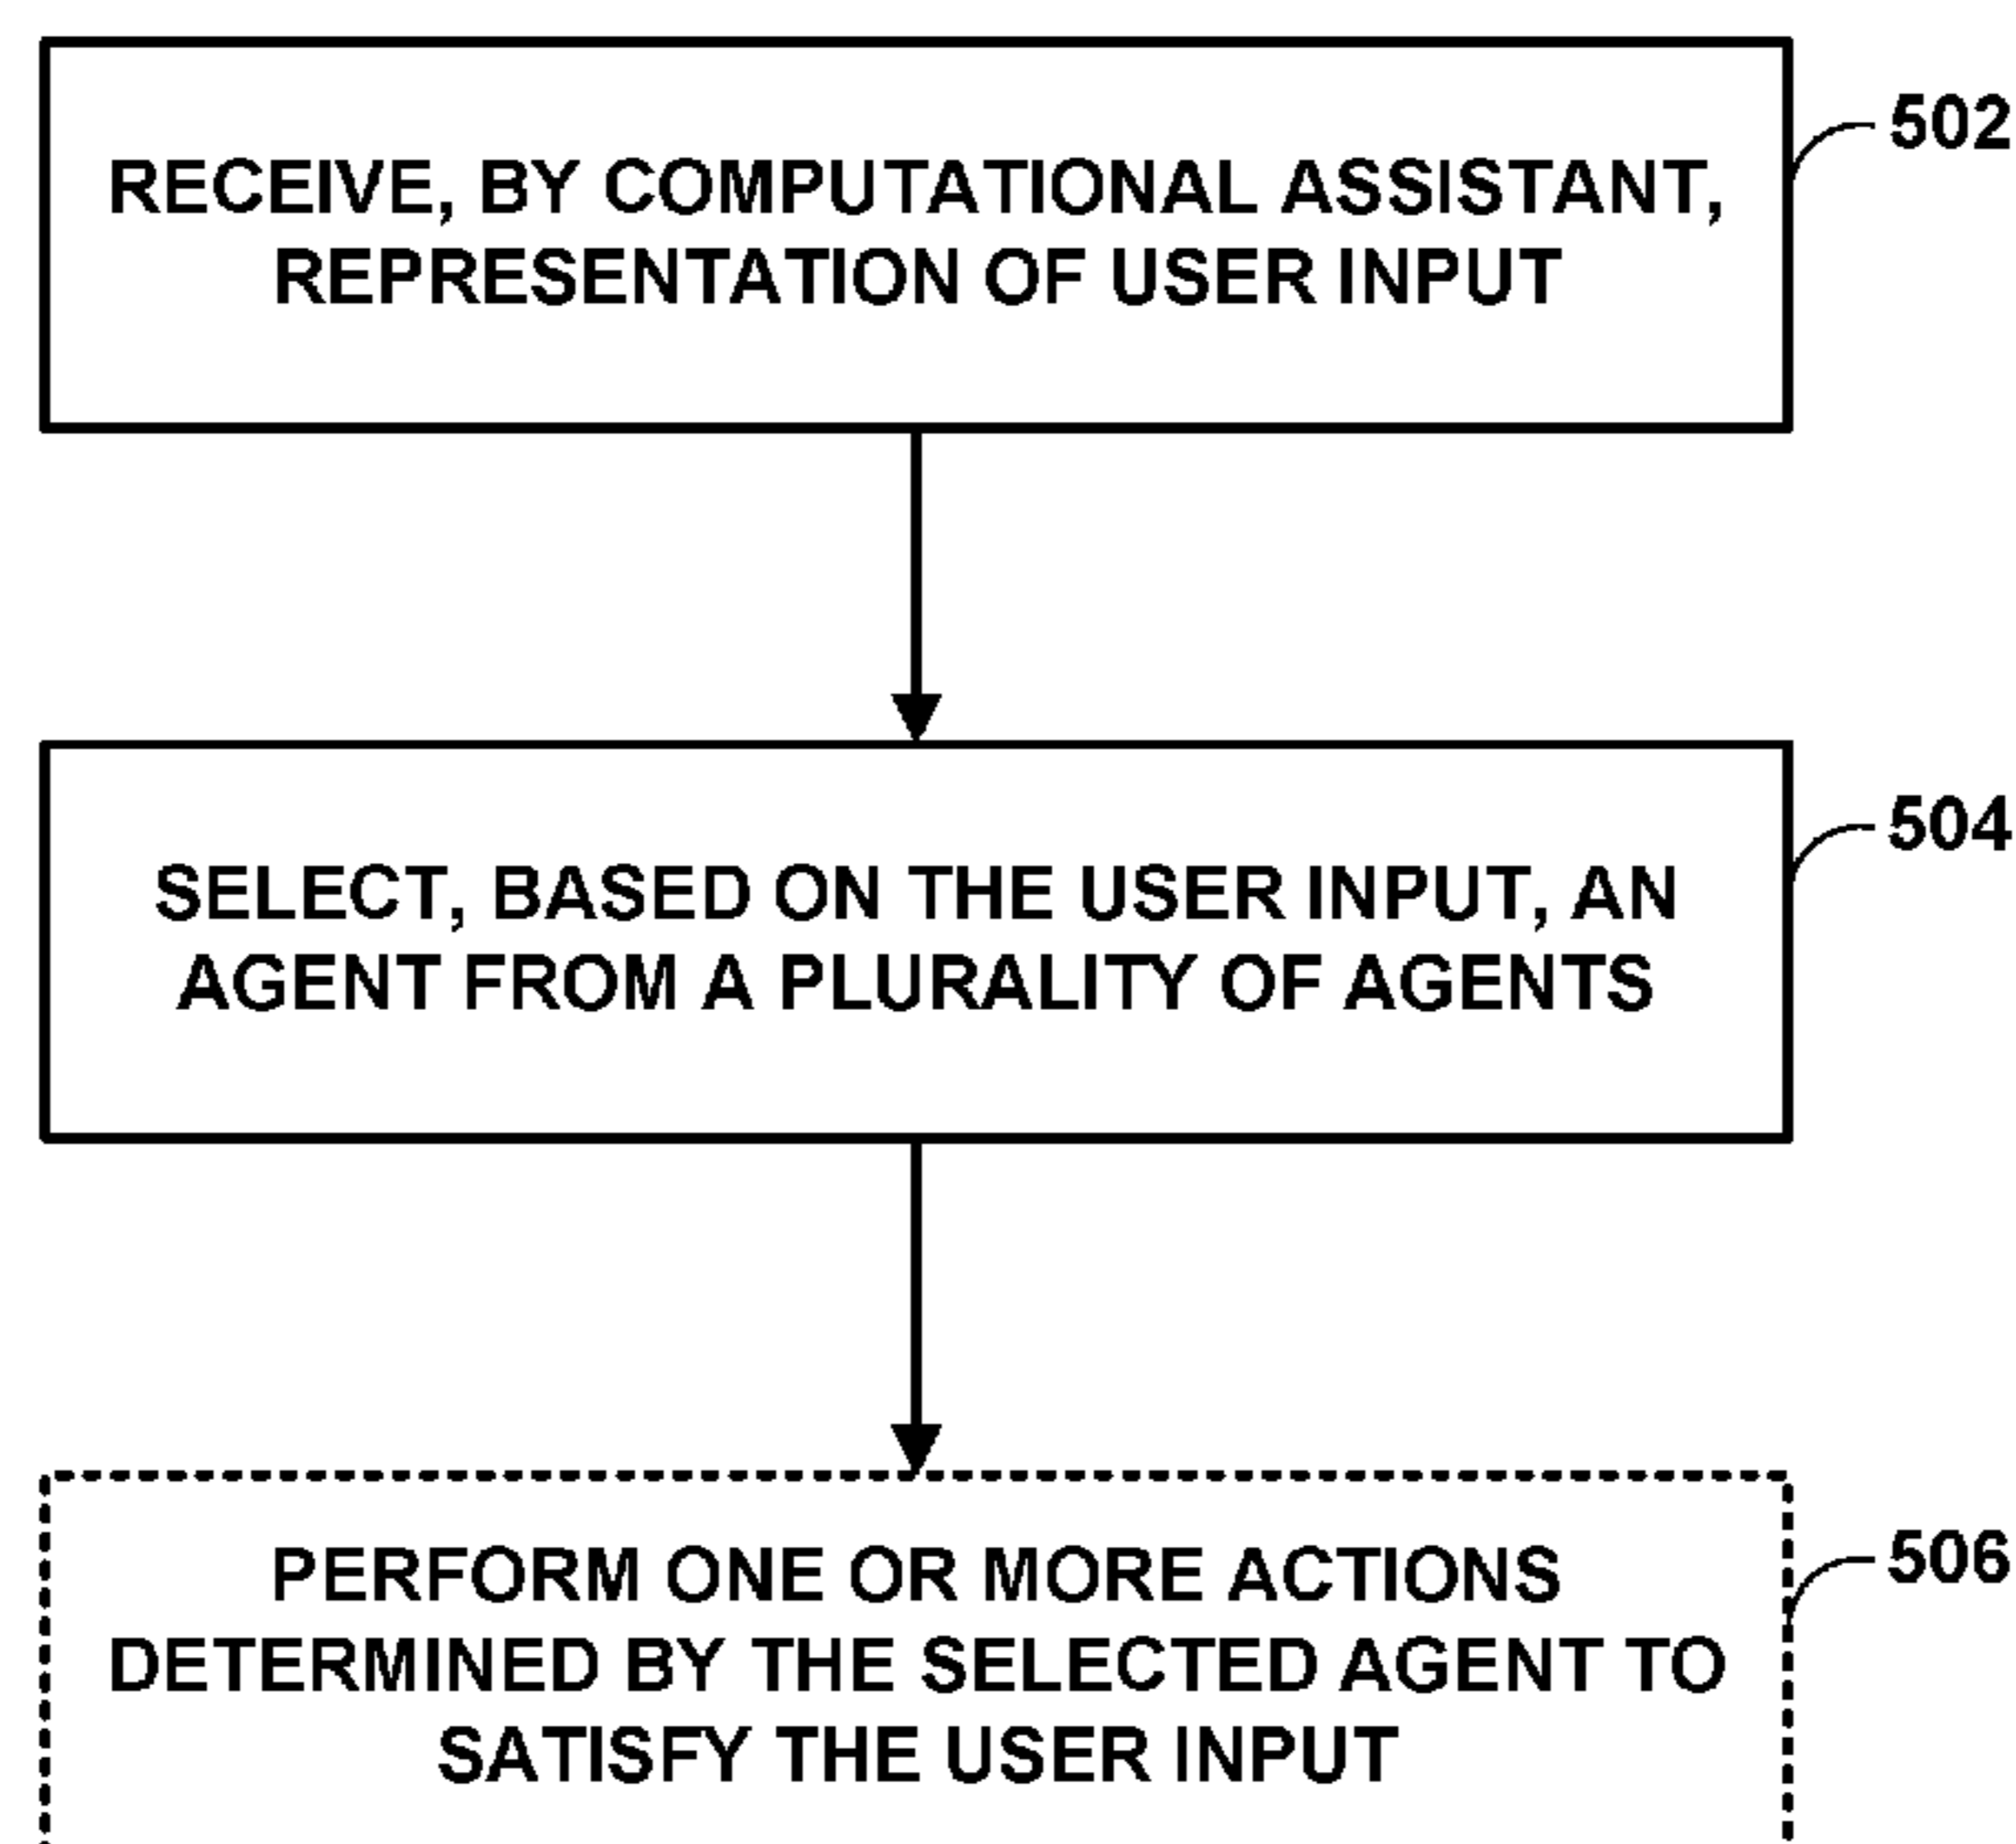 RECEIVE, BY COMPUTATIONAL ASSISTANT,
REPRESENTATION OF USER INPUT
502
SELECT, BASED ON THE USER INPUT, AN
AGENT FROM A PLURALITY OF AGENTS
504
PERFORM ONE OR MORE ACTIONS
DETERMINED BY THE SELECTED AGENT TO
SATISFY THE USER INPUT
506